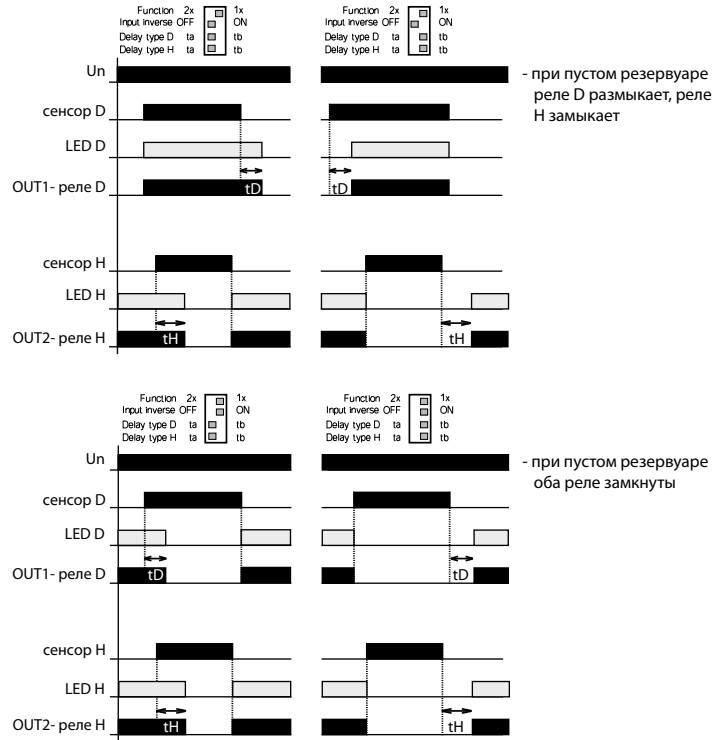 Function 2x 1x Function 2x 1x
Input inverse OFF ON Input inverse OFF ON
Delay type D ta tb Delay type D ta tb
Delay type H ta tb Delay type H ta tb
Un
- при пустом резервуаре
реле D размыкает, реле
H замыкает
сенсор D
LED D
OUT1- реле D
tD tD
сенсор H
LED H
OUT2- реле H
tH tH
Function 2x 1x Function 2x 1x
Input inverse OFF ON Input inverse OFF ON
Delay type D ta tb Delay type D ta tb
Delay type H ta tb Delay type H ta tb
Un
- при пустом резервуаре
оба реле замкнуты
сенсор D
LED D
OUT1- реле D
tD tD
сенсор H
LED H
OUT2- реле H
tH tH